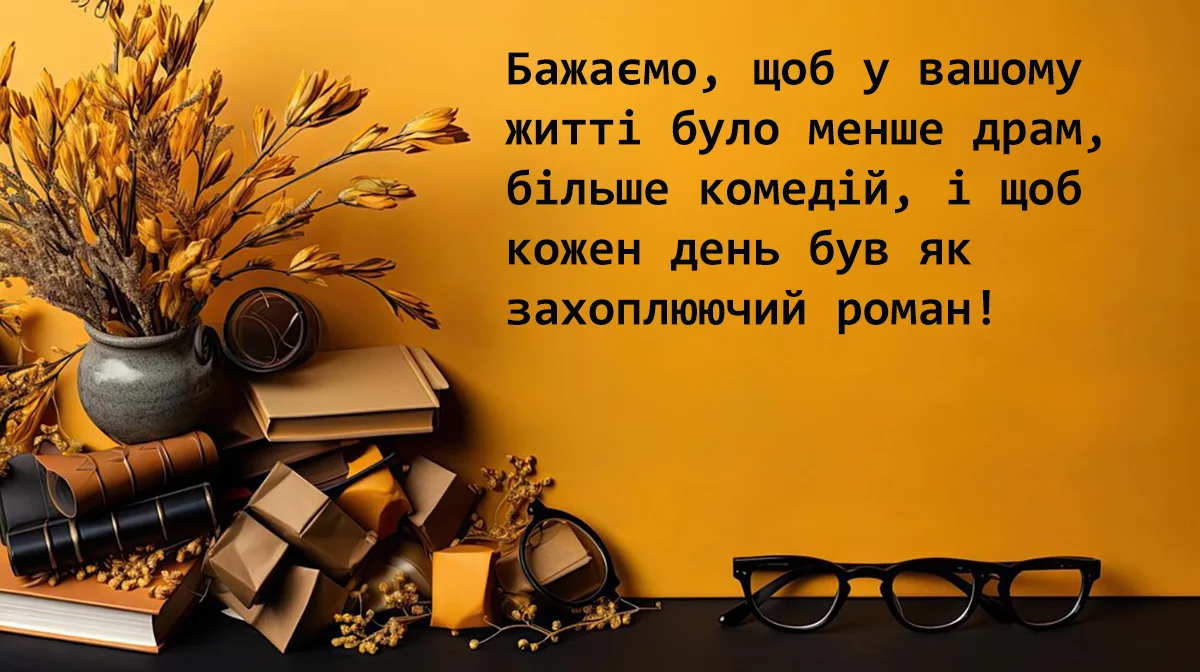 Бажаємо, щоб у вашому
житті було менше драм,
більше комедій, і щоб
кожен день був як
захоплюючий роман!